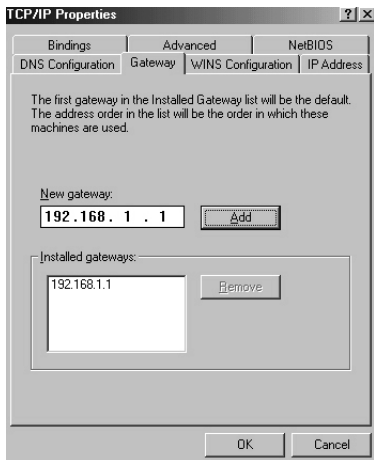 TCP/IP Properties
? ×
Bindings Advanced NetBIOS
DNS Configuration Gateway WINS Configuration IP Address
The first gateway in the Installed Gateway list will be the default.
The address order in the list will be the order in which these
machines are used.
New gateway:
192.168. 1 . 1 Add
Installed gateways:
192.168.1.1 Remove
OK Cancel